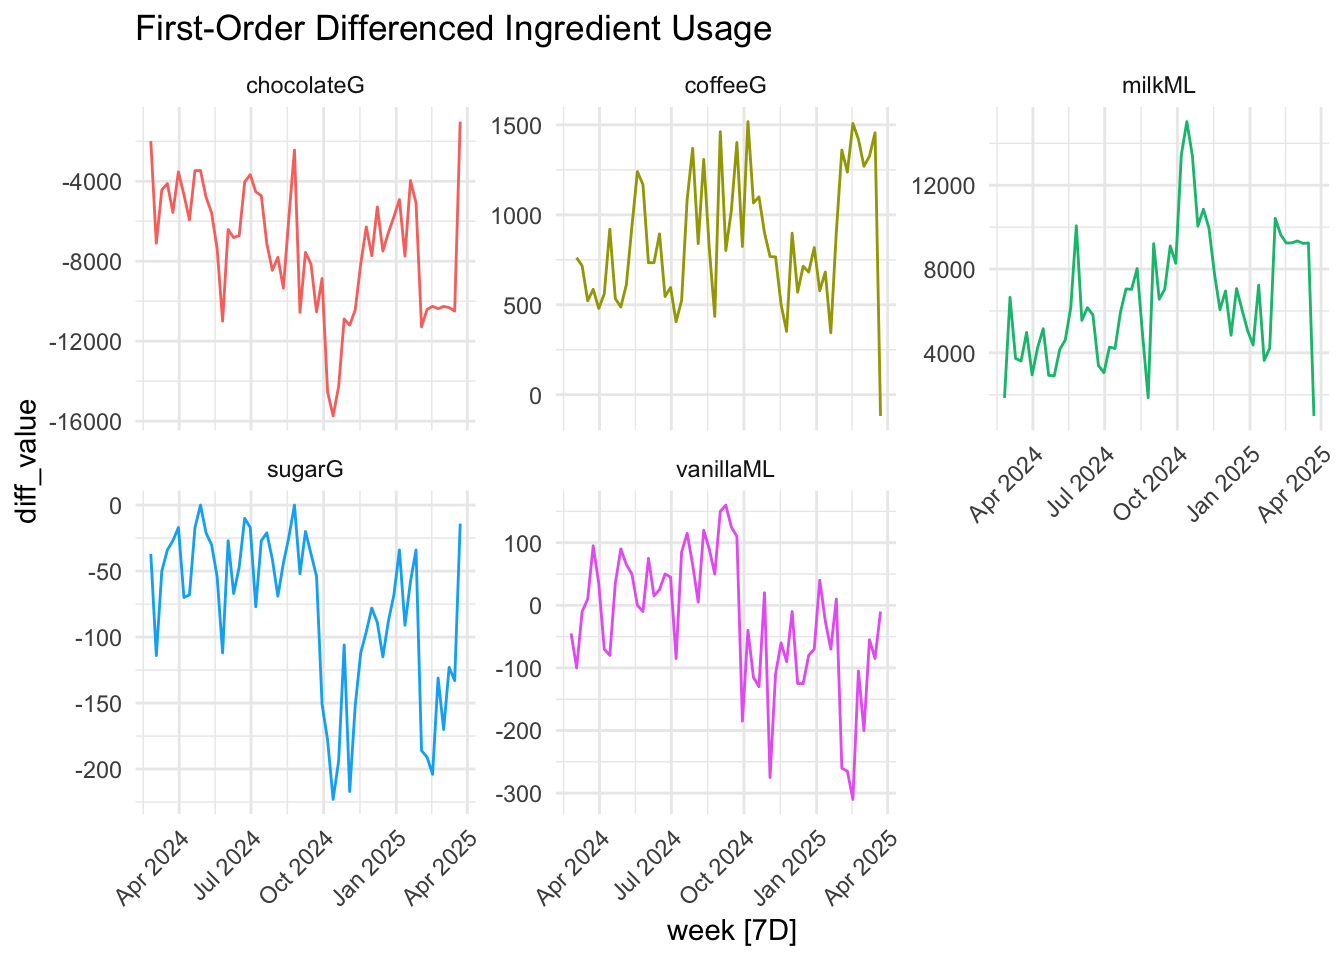 First-Order Differenced Ingredient Usage
chocolateG
coffeeG
milkML
-4000
-8000
-12000
-16000
1500
1000
500
0
12000
8000
4000
Apr 2024
Jul 2024
Oct 2024
Jan 2025
Apr 2025
diff_value
sugarG
vanillaML
0
-50
-100
-150
-200
100
0
-100
-200
-300
Apr 2024
Jul 2024
Oct 2024
Jan 2025
Apr 2025
Apr 2024
Jul 2024
Oct 2024
Jan 2025
Apr 2025
week [7D]